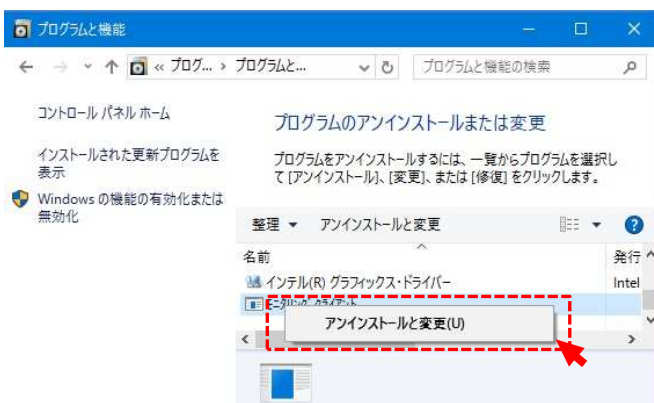 プログラムと機能
« プログ... › プログラムと...
プログラムと機能の検索
コントロール パネル ホーム
インストールされた更新プログラムを
表示
Windows の機能の有効化または
無効化
プログラムのアンインストールまたは変更
プログラムをアンインストールするには、一覧からプログラムを選択し
て [アンインストール]、[変更]、または [修復] をクリックします。
整理 ▼ アンインストールと変更
名前 発行
インテル(R) グラフィックス・ドライバー Intel
アンインストールと変更(U)